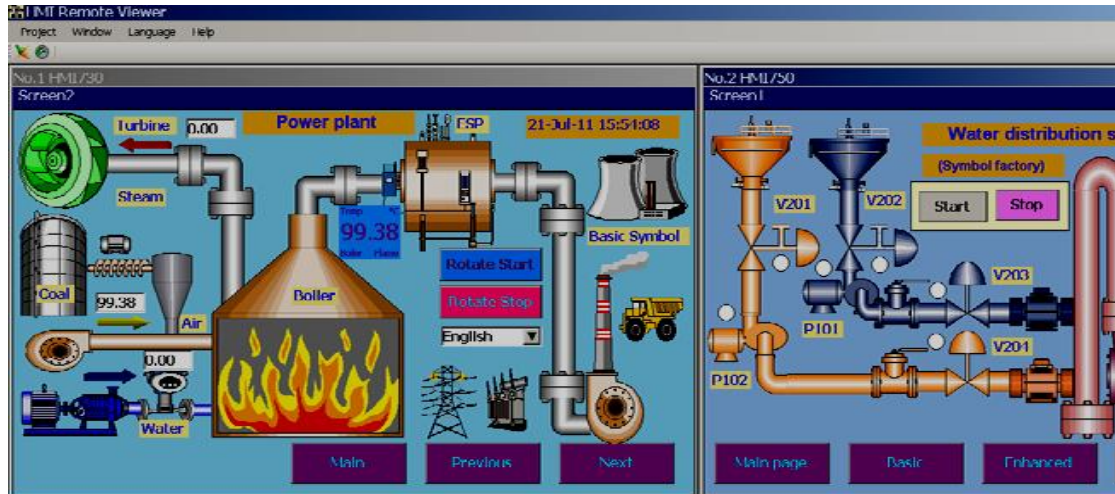 HMI Remote Viewer
Project Window Language Help
No.1 HMI730
Screen2
Turbine 0.00
Power plant
ESP
21-Jul-11 15:54:08
Steam
Temp °C
99.38
Boiler
Basic Symbol
Rotate Start
Coal
99.38
Boiler
Rotate Stop
Air
English
0.00
Water
Main Previous Next
No.2 HMI750
Screen1
Water distribution s
(Symbol factory)
V201 V202
Start Stop
V203
P101
V204
P102
Main page Basic Enhanced